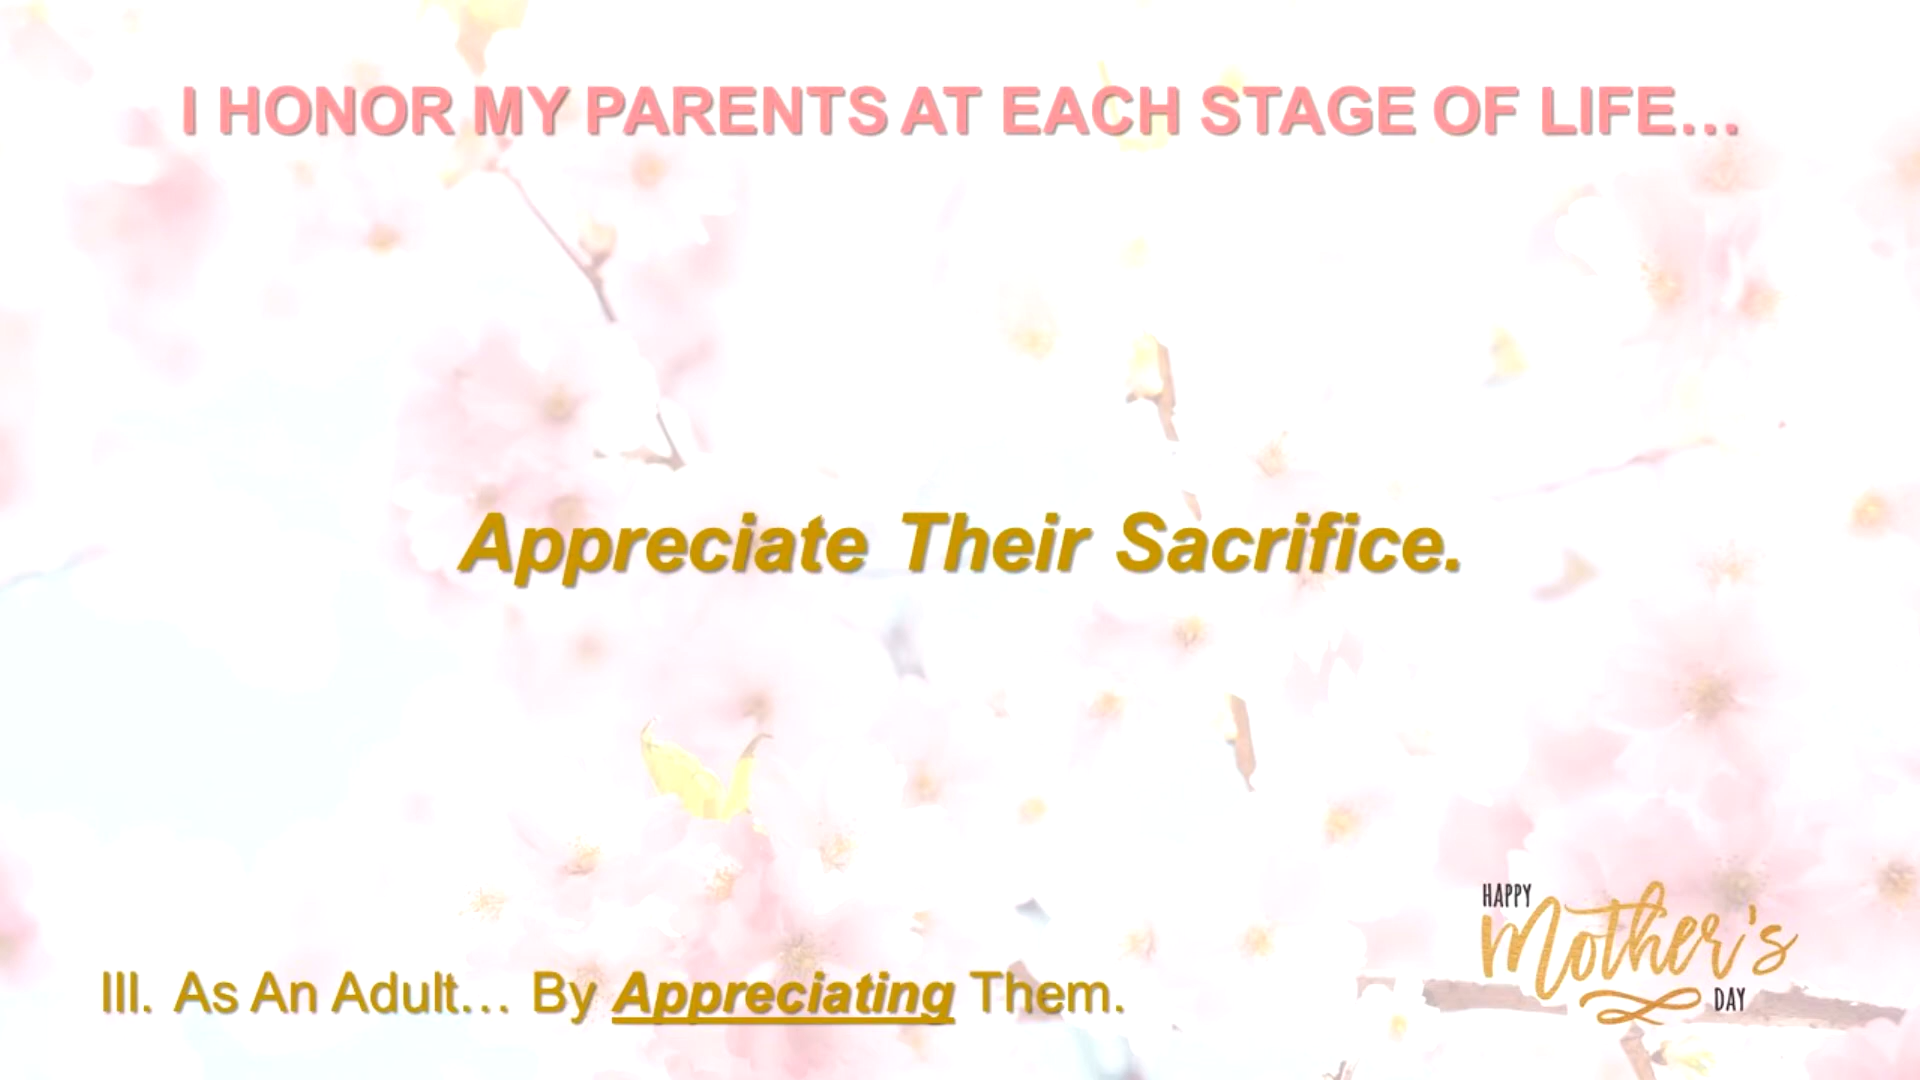 I HONOR MY PARENTS AT EACH STAGE OF LIFE…
Appreciate Their Sacrifice.
III. As An Adult… By Appreciating Them.
HAPPY
Mother's
DAY